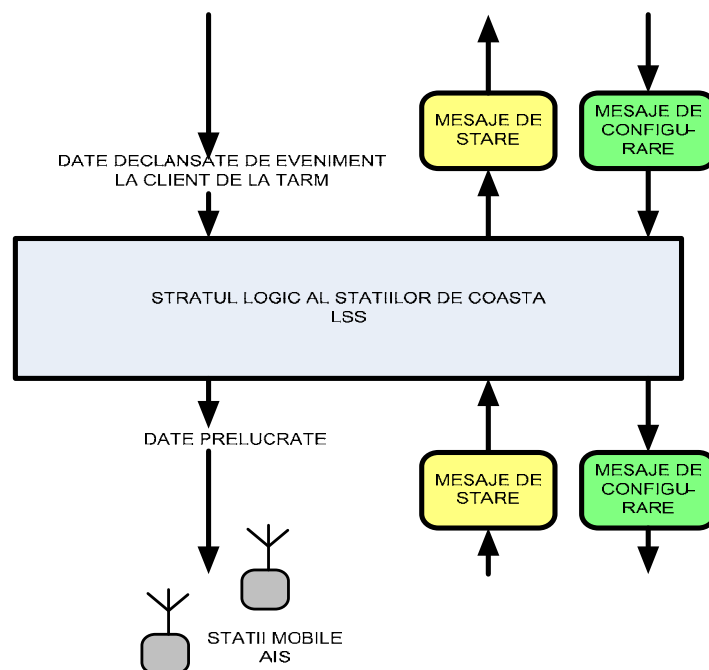 MESAJE DE
STARE
MESAJE DE
CONFIGU-
RARE
DATE DECLANSATE DE EVENIMENT
LA CLIENT DE LA TARM
STRATUL LOGIC AL STATIILOR DE COASTA
LSS
DATE PRELUCRATE
MESAJE DE
STARE
MESAJE DE
CONFIGU-
RARE
STATII MOBILE
AIS